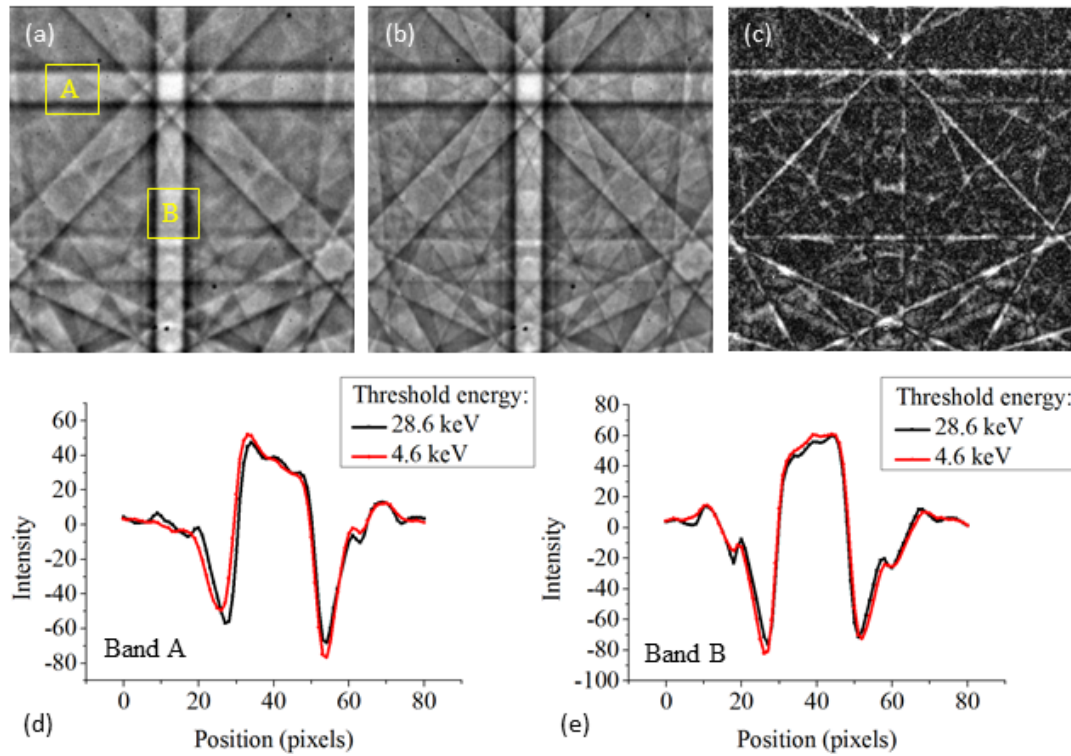 (a)
(b)
(c)
A
B
Threshold energy:
28.6 keV
4.6 keV
60
40
20
0
-20
-40
-60
-80
Intensity
Band A
0 20 40 60 80
(d)
Position (pixels)
Threshold energy:
28.6 keV
4.6 keV
80
60
40
20
0
-20
-40
-60
-80
-100
Intensity
Band B
0 20 40 60 80
(e)
Position (pixels)